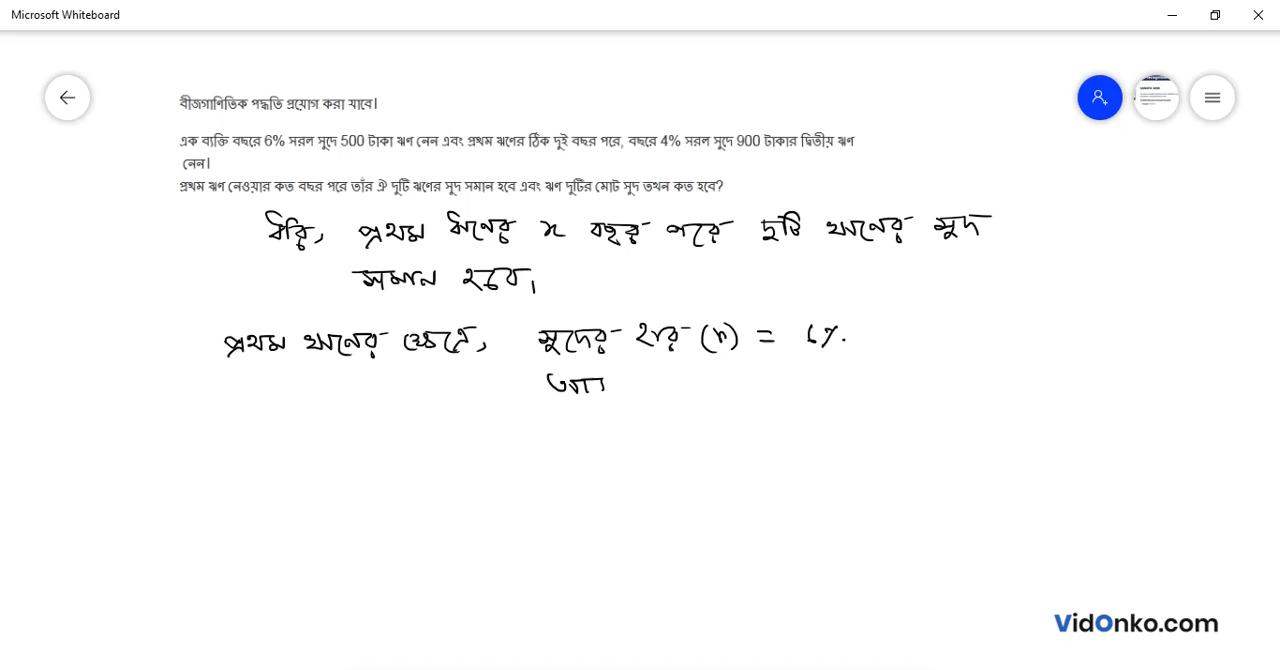 Microsoft Whiteboard
বীজগাণিতিক পদ্ধতি প্রয়োগ করা যাবে।
এক ব্যক্তি বছরে 6% সরল সুদে 500 টাকা ঋণ নেন এবং প্রথম ঋণের ঠিক দুই বছর পরে, বছরে 4% সরল সুদে 900 টাকার দ্বিতীয় ঋণ
নেন।
প্রথম ঋণ নেওয়ার কত বছর পরে তাঁর ঐ দুটি ঋণের সুদ সমান হবে এবং ঋণ দুটির মোট সুদ তখন কত হবে?
ধরি, প্রথম ঋণের x বছর পরে দুটি ঋণের সুদ
সমান হবে।
প্রথম ঋণের ক্ষেত্রে, সুদের হার (r) = 6%.
VidOnko.com